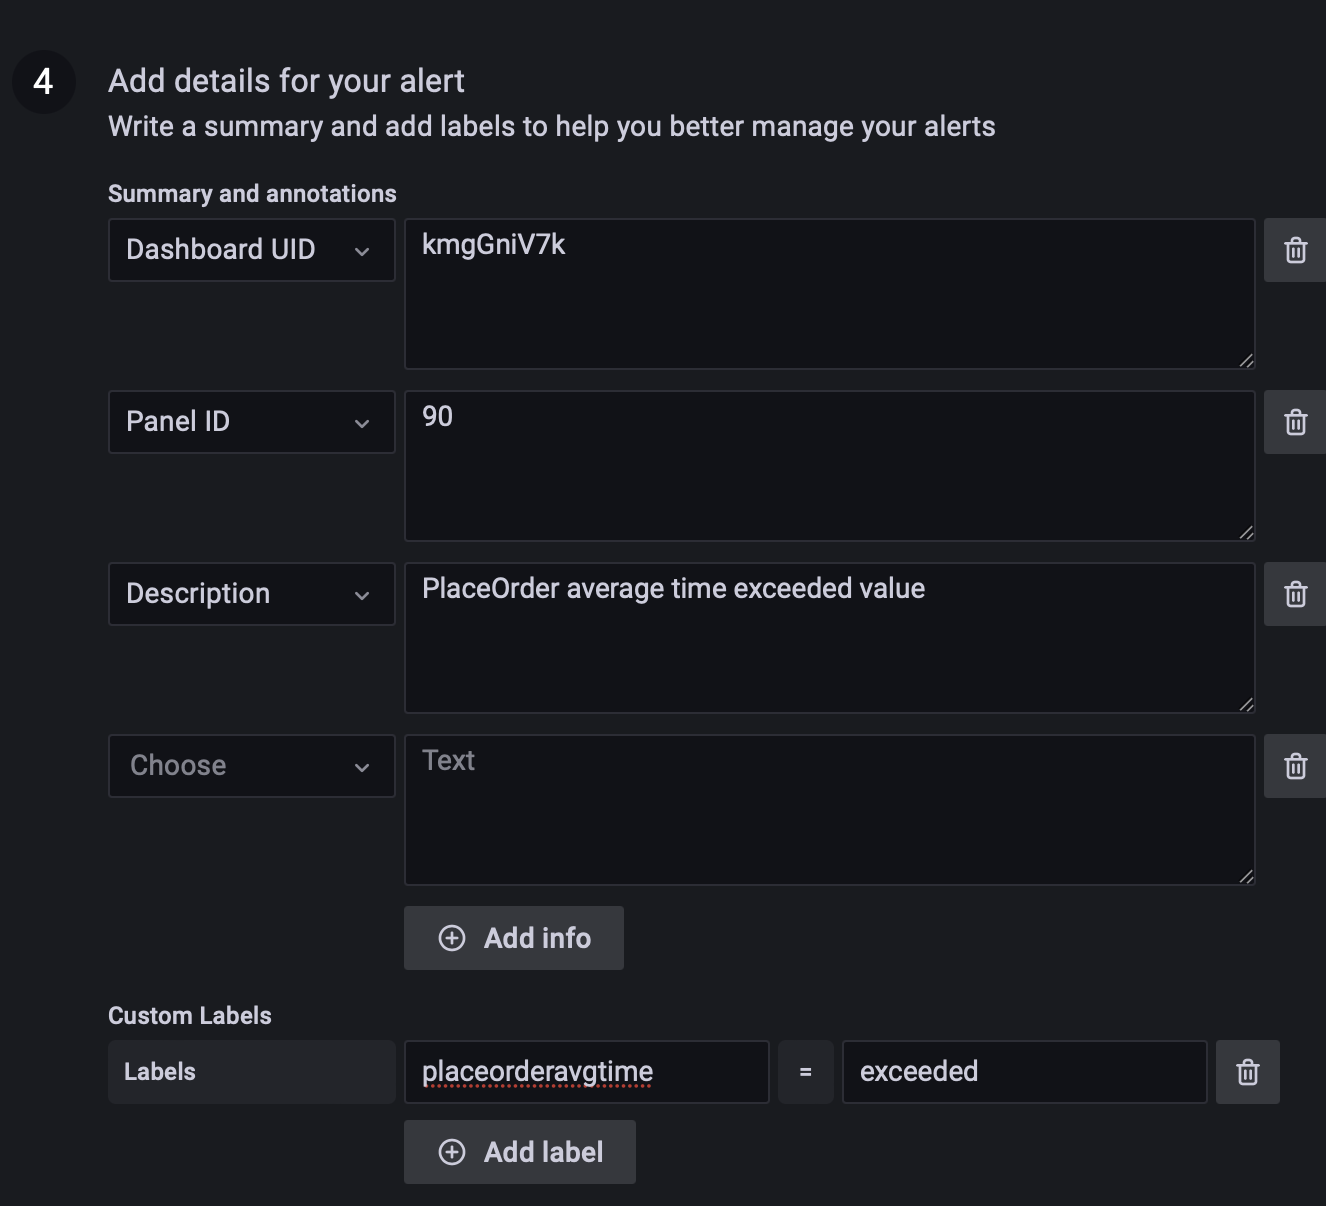 4
Add details for your alert
Write a summary and add labels to help you better manage your alerts
Summary and annotations
Dashboard UID
kmgGniV7k
Panel ID
90
Description
PlaceOrder average time exceeded value
Choose
Text
Add info
Custom Labels
Labels
placeorderavgtime
=
exceeded
Add label